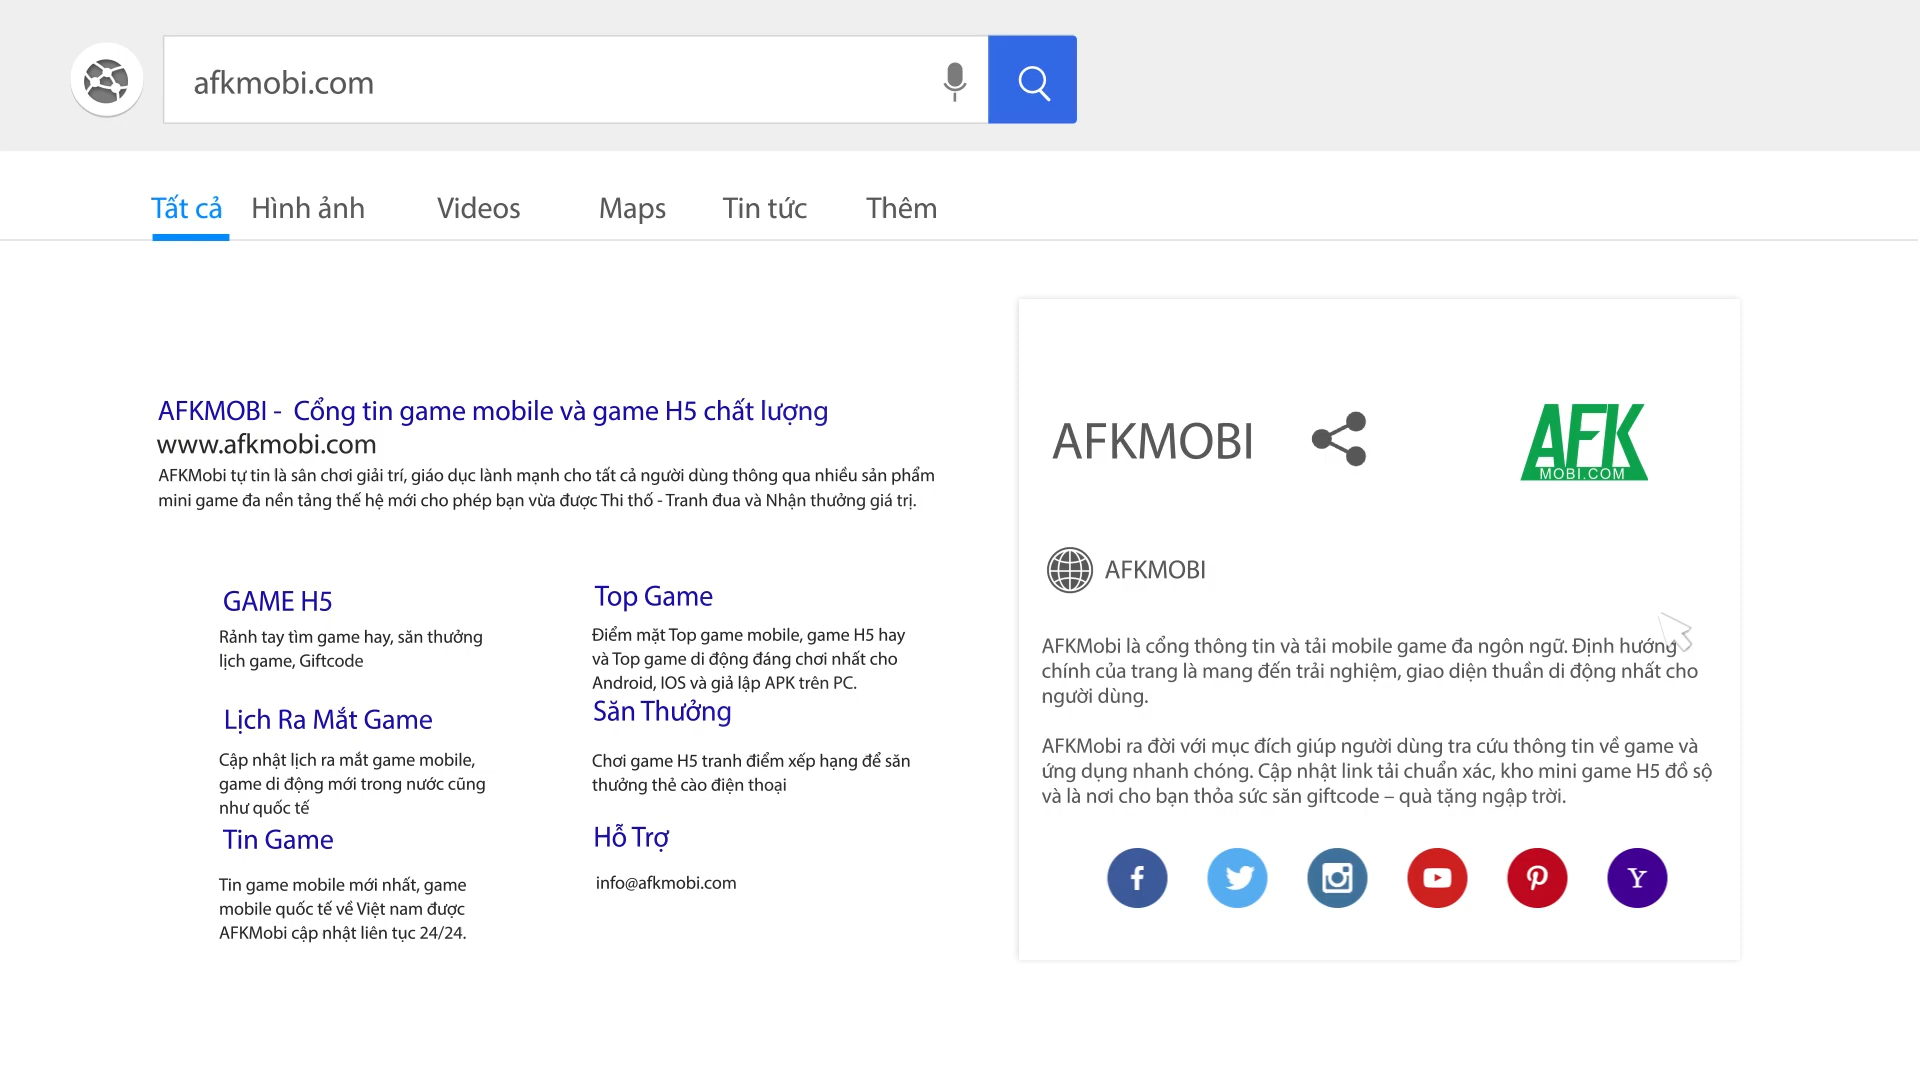 afkmobi.com
Tất cả Hình ảnh Videos Maps Tin tức Thêm
AFKMOBI - Cổng tin game mobile và game H5 chất lượng
www.afkmobi.com
AFKMobi tự tin là sân chơi giải trí, giáo dục lành mạnh cho tất cả người dùng thông qua nhiều sản phẩm
mini game đa nền tảng thế hệ mới cho phép bạn vừa được Thi thố - Tranh đua và Nhận thưởng giá trị.
GAME H5
Rảnh tay tìm game hay, săn thưởng
lịch game, Giftcode
Lịch Ra Mắt Game
Cập nhật lịch ra mắt game mobile,
game di động mới trong nước cũng
như quốc tế
Tin Game
Tin game mobile mới nhất, game
mobile quốc tế về Việt nam được
AFKMobi cập nhật liên tục 24/24.
Top Game
Điểm mặt Top game mobile, game H5 hay
và Top game di động đáng chơi nhất cho
Android, IOS và giả lập APK trên PC.
Săn Thưởng
Chơi game H5 tranh điểm xếp hạng để săn
thưởng thẻ cào điện thoại
Hỗ Trợ
info@afkmobi.com
AFKMOBI
AFK
MOBI.COM
AFKMOBI
AFKMobi là cổng thông tin và tải mobile game đa ngôn ngữ. Định hướng
chính của trang là mang đến trải nghiệm, giao diện thuần di động nhất cho
người dùng.
AFKMobi ra đời với mục đích giúp người dùng tra cứu thông tin về game và
ứng dụng nhanh chóng. Cập nhật link tải chuẩn xác, kho mini game H5 đồ sộ
và là nơi cho bạn thỏa sức săn giftcode – quà tặng ngập trời.